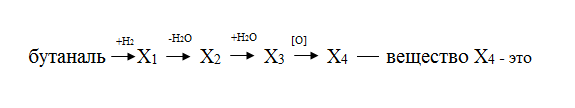 бутаналь +H2 → X1 -H2O → X2 +H2O → X3 [O] → X4 — вещество X4 - это